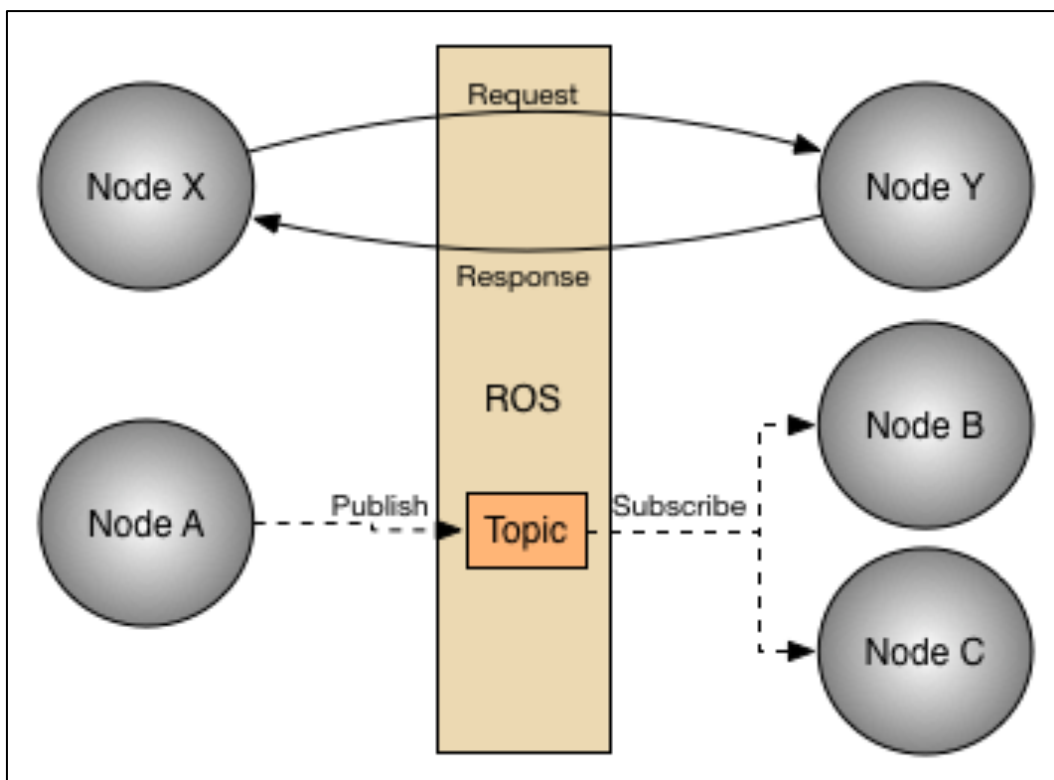 Request
Node X
Node Y
Response
ROS
Node B
Node A
Publish
Topic
Subscribe
Node C